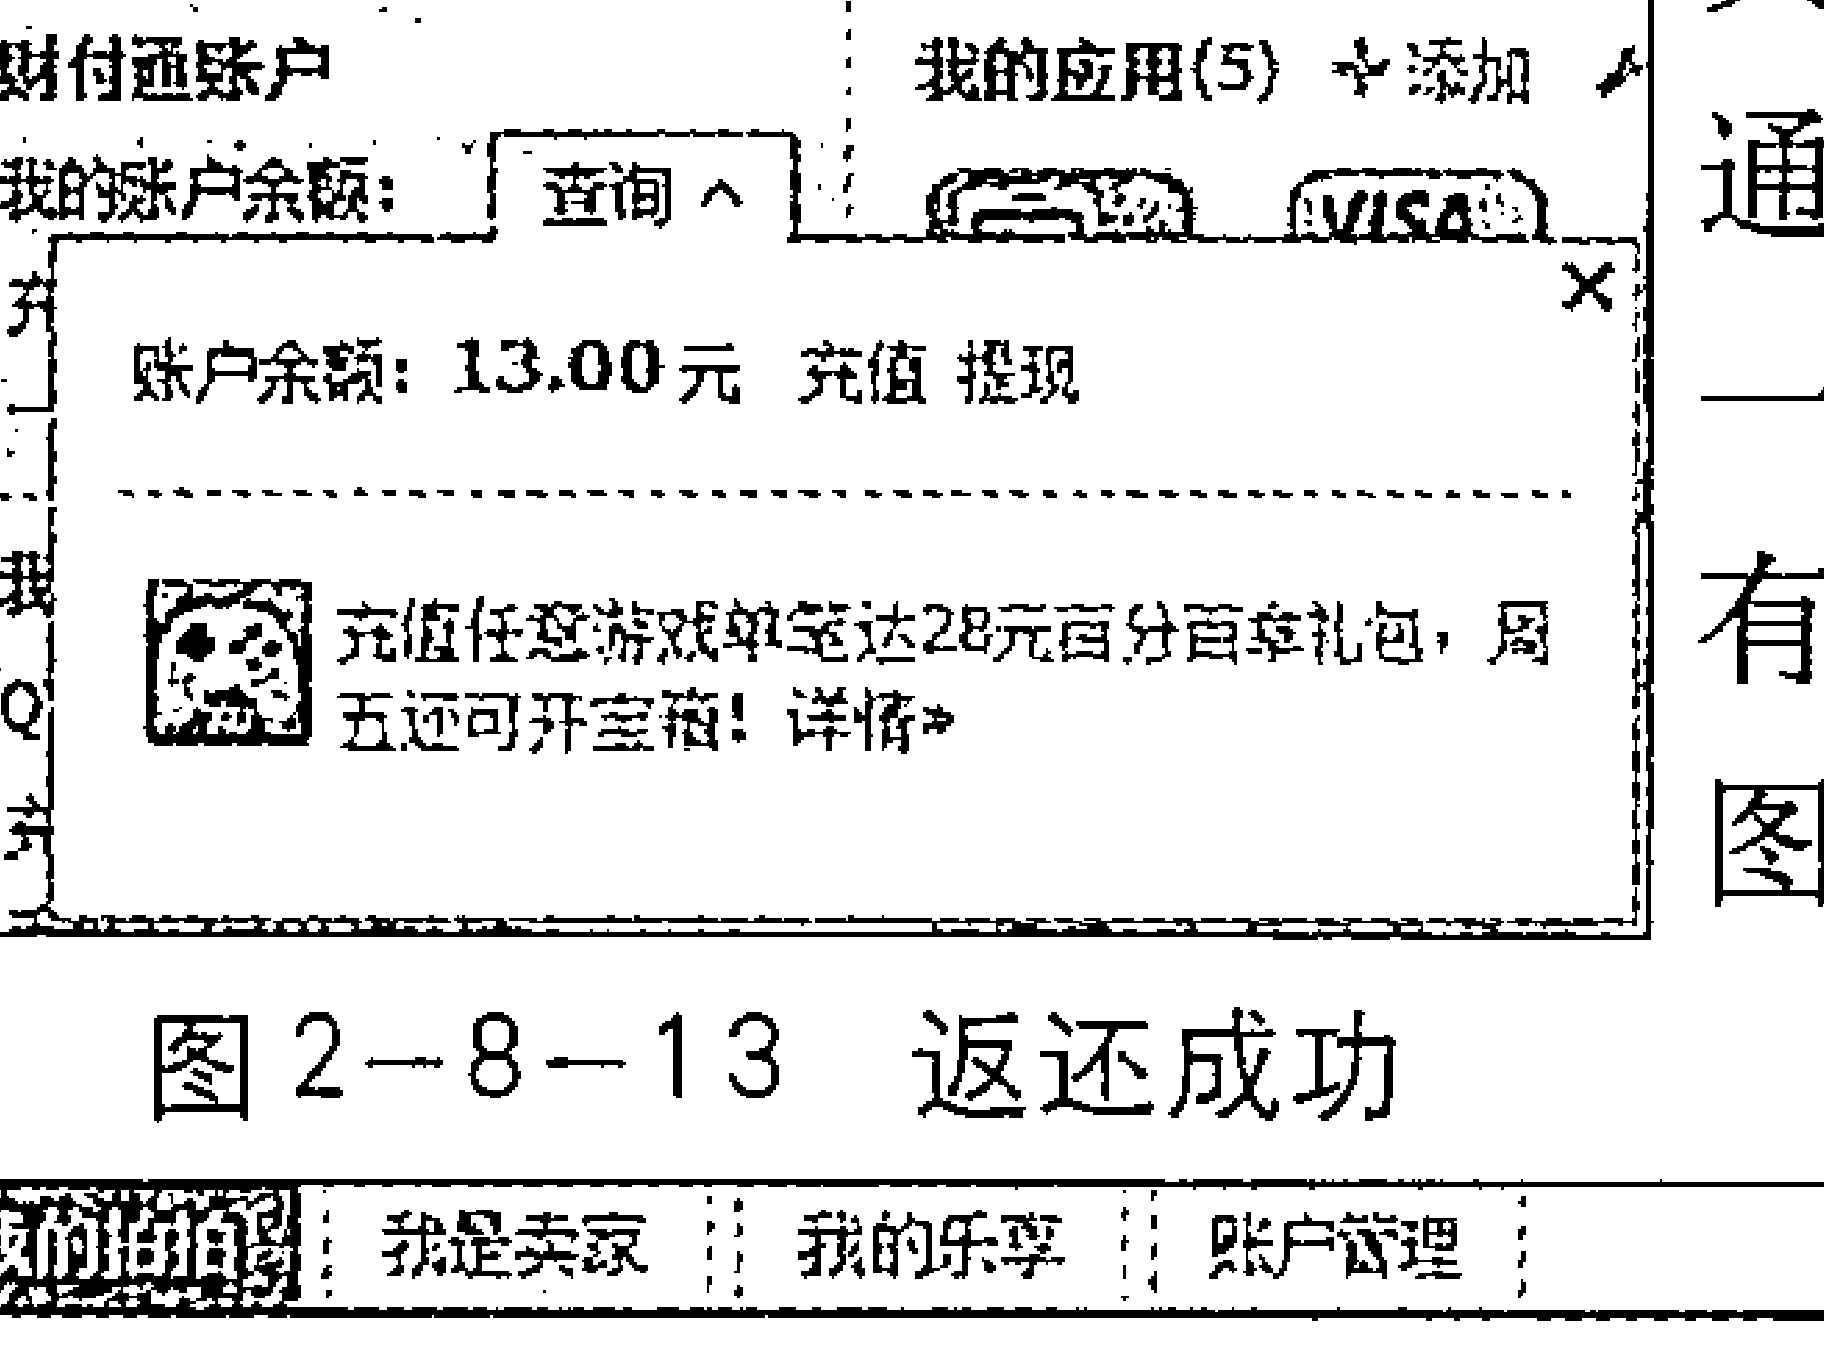 财付通账户
我的应用(5) 添加
我的账户余额：
查询
VISA
账户余额：13.00元 充值 提现
充值任意游戏单笔达28元百分百拿礼包，周
五还可开宝箱！详情»
我
Q
图2-8-13 返还成功
我是卖家
我的乐享
账户管理
通
一
有
图